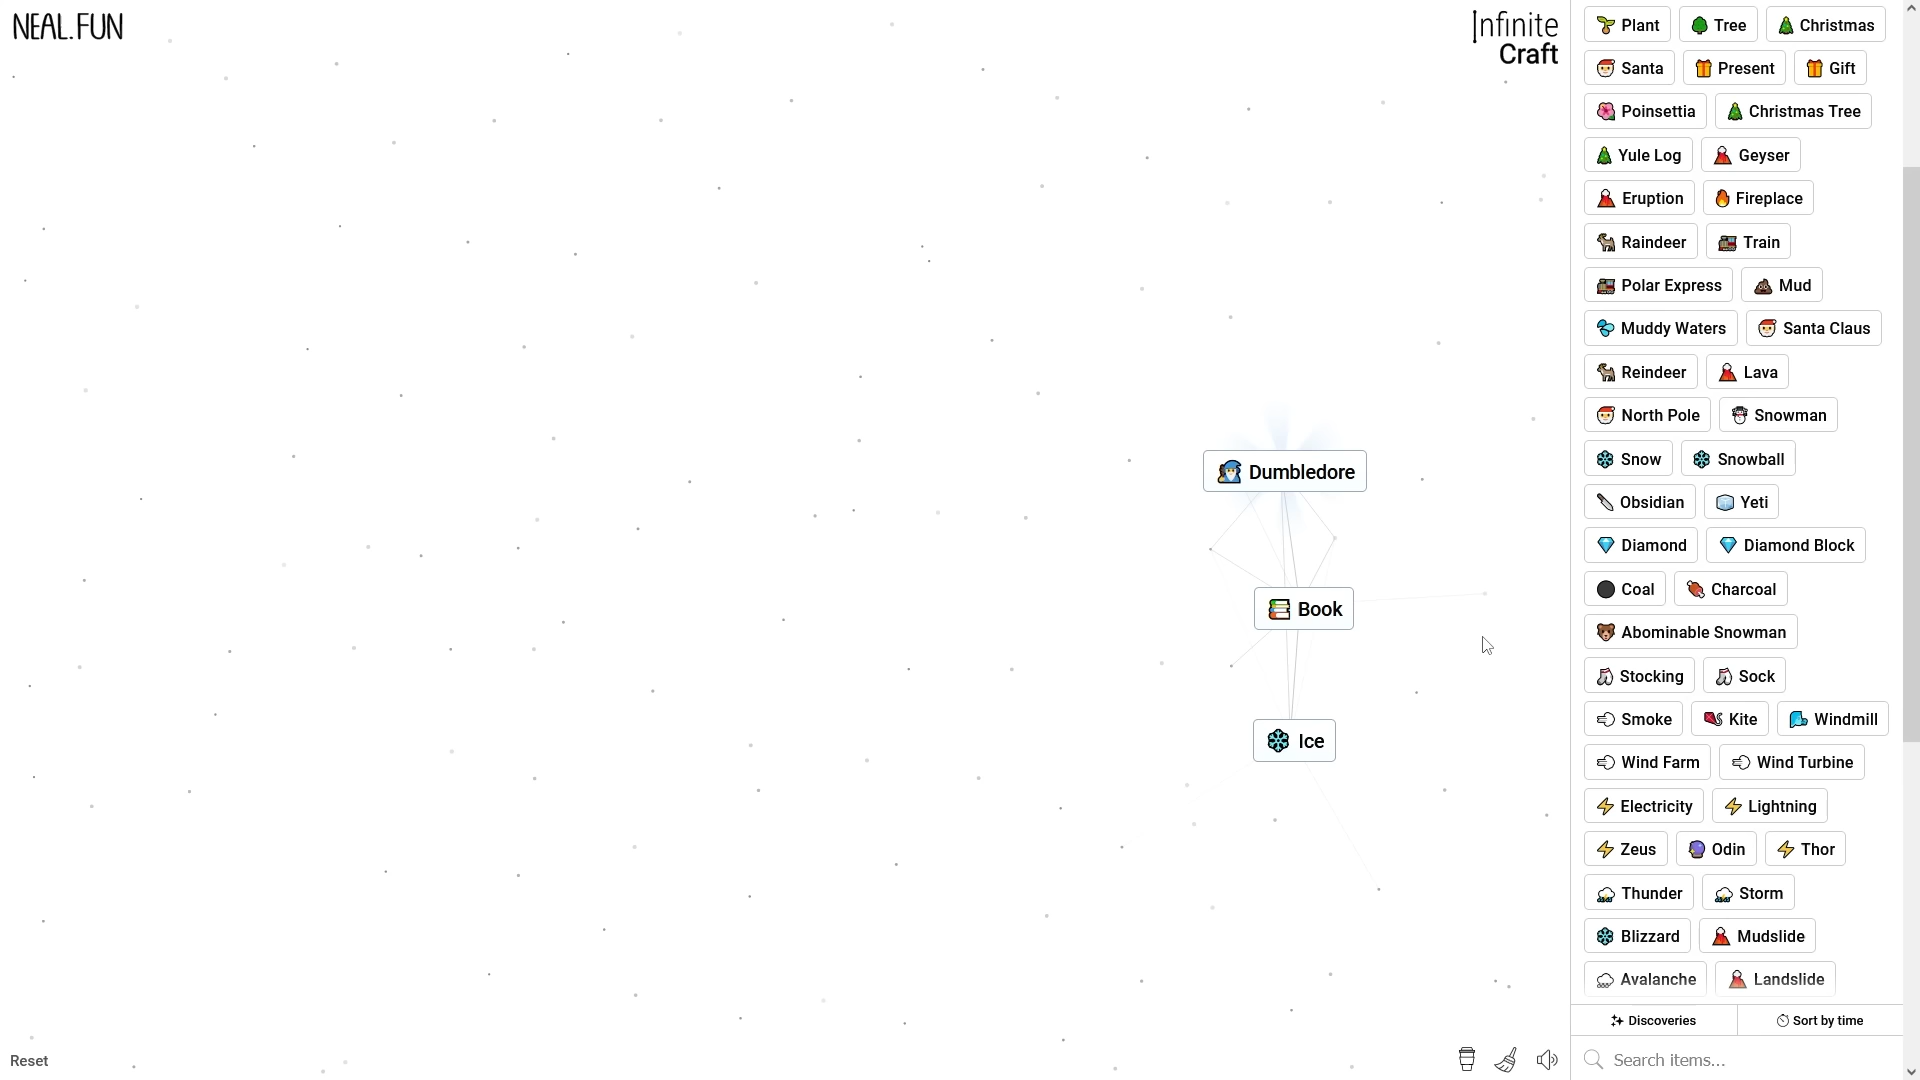 NEAL.FUN
Infinite
Craft
Plant
Tree
Christmas
Santa
Present
Gift
Poinsettia
Christmas Tree
Yule Log
Geyser
Eruption
Fireplace
Raindeer
Train
Polar Express
Mud
Muddy Waters
Santa Claus
Reindeer
Lava
North Pole
Snowman
Snow
Snowball
Obsidian
Yeti
Diamond
Diamond Block
Coal
Charcoal
Abominable Snowman
Stocking
Sock
Smoke
Kite
Windmill
Wind Farm
Wind Turbine
Electricity
Lightning
Zeus
Odin
Thor
Thunder
Storm
Blizzard
Mudslide
Avalanche
Landslide
Dumbledore
Book
Ice
Discoveries
Sort by time
Search items...
Reset